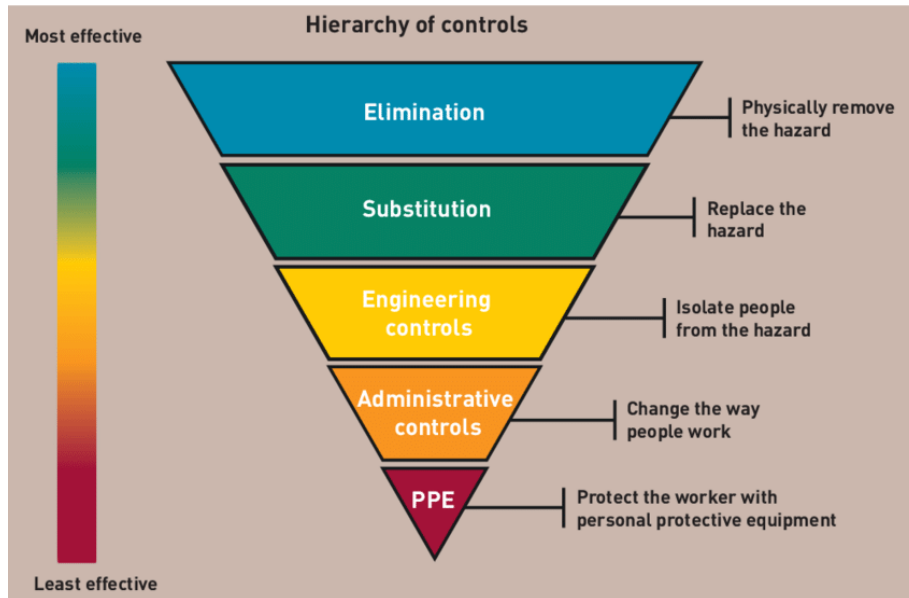 Hierarchy of controls
Most effective
Elimination
Physically remove
the hazard
Substitution
Replace the
hazard
Engineering
controls
Isolate people
from the hazard
Administrative
controls
Change the way
people work
PPE
Protect the worker with
personal protective equipment
Least effective